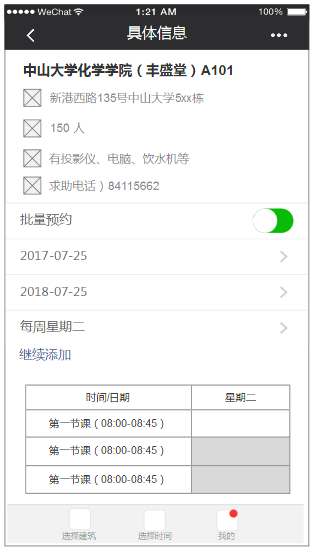 WeChat 1:21 AM 100%
具体信息
中山大学化学学院（丰盛堂）A101
新港西路135号中山大学5xx栋
150 人
有投影仪、电脑、饮水机等
求助电话）84115662
批量预约
2017-07-25
2018-07-25
每周星期二
继续添加
时间/日期 星期二
第一节课（08:00-08:45）
第一节课（08:00-08:45）
第一节课（08:00-08:45）
选择建筑 选择时间 我的